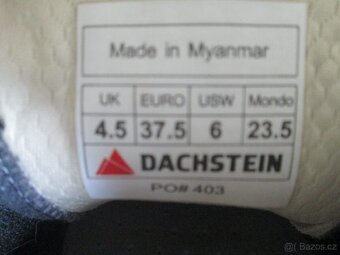 Made in Myanmar
UK EURO USW Mondo
4.5 37.5 6 23.5
DACHSTEIN
PO# 403
Bazos.cz